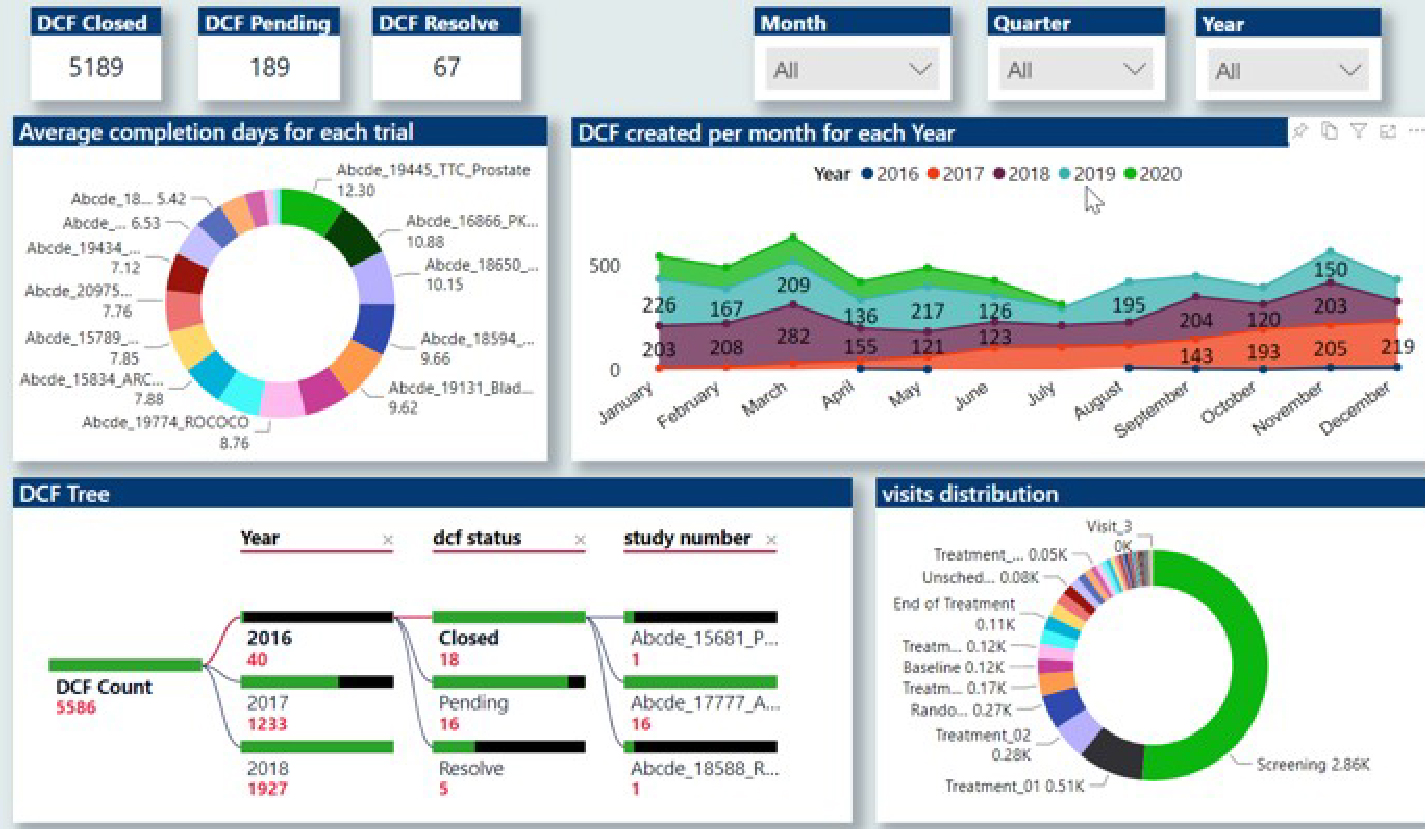 DCF Closed
5189
DCF Pending
189
DCF Resolve
67
Month
All
Quarter
All
Year
All
Average completion days for each trial
Abcde_19445_TTC_Prostate
12.30
Abcde_16866_PK...
10.88
Abcde_18650_...
10.15
Abcde_18594_...
9.66
Abcde_19131_Blad...
9.62
Abcde_19774_ROCOCO
8.76
Abcde_15834_ARC...
7.88
Abcde_15789_...
7.85
Abcde_20975...
7.76
Abcde_19434_...
7.12
Abcde_... 6.53
Abcde_18... 5.42
DCF created per month for each Year
Year 2016 2017 2018 2019 2020
500
0
226 167 209 136 217 126 195 150
203 208 282 155 121 123 204 120 203
143 193 205 219
January February March April May June July August September October November December
DCF Tree
Year
dcf status
study number
DCF Count
5586
2016
40
2017
1233
2018
1927
Closed
18
Pending
16
Resolve
5
Abcde_15681_P...
1
Abcde_17777_A...
16
Abcde_18588_R...
1
visits distribution
Visit_3
0K
Treatment_... 0.05K
Unsched... 0.08K
End of Treatment
0.11K
Treatm... 0.12K
Baseline 0.12K
Treatm... 0.17K
Rando... 0.27K
Treatment_02
0.28K
Treatment_01 0.51K
Screening 2.86K